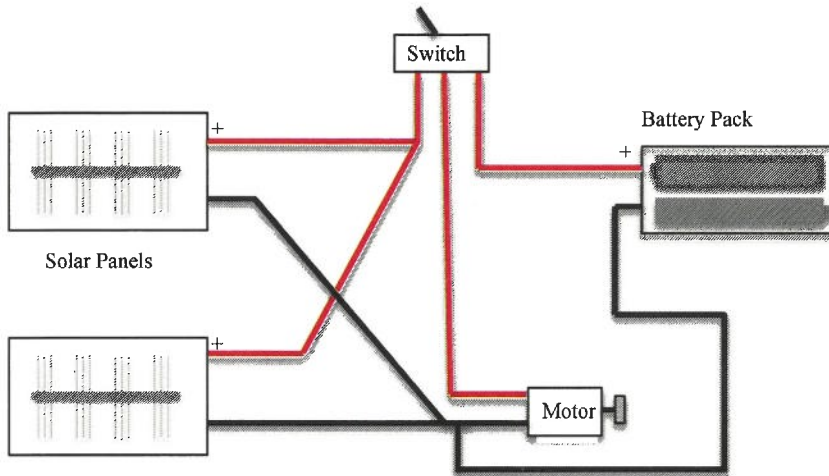 Switch
Battery Pack
+
+
Solar Panels
+
Motor